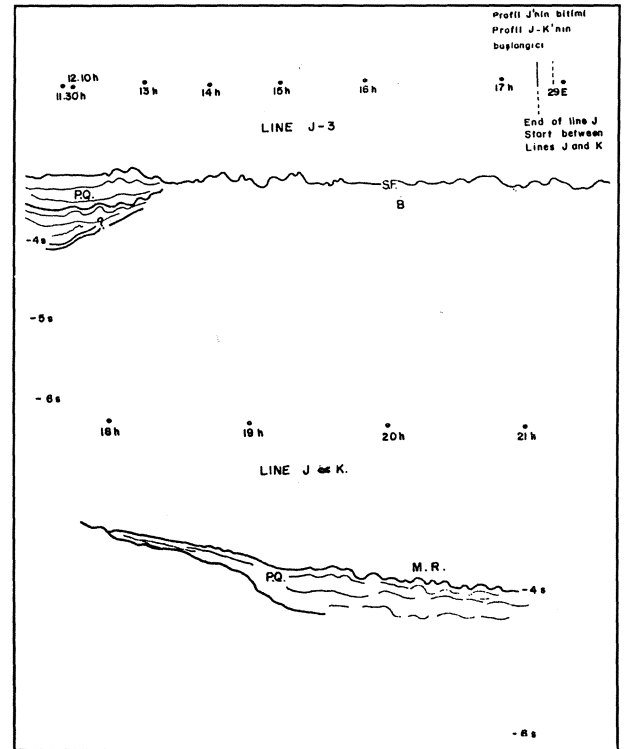 Profil J'nin bitimi
Profil J-K'nın
başlangıcı
12.10h
11.30h
13h
14h
15h
16h
17h
29E
End of line J
Start between
Lines J and K
LINE J-3
S.F.
P.Q.
B
-4s
-5s
-6s
18h
19h
20h
21h
LINE J K.
P.Q.
M.R.
-4s
-6s